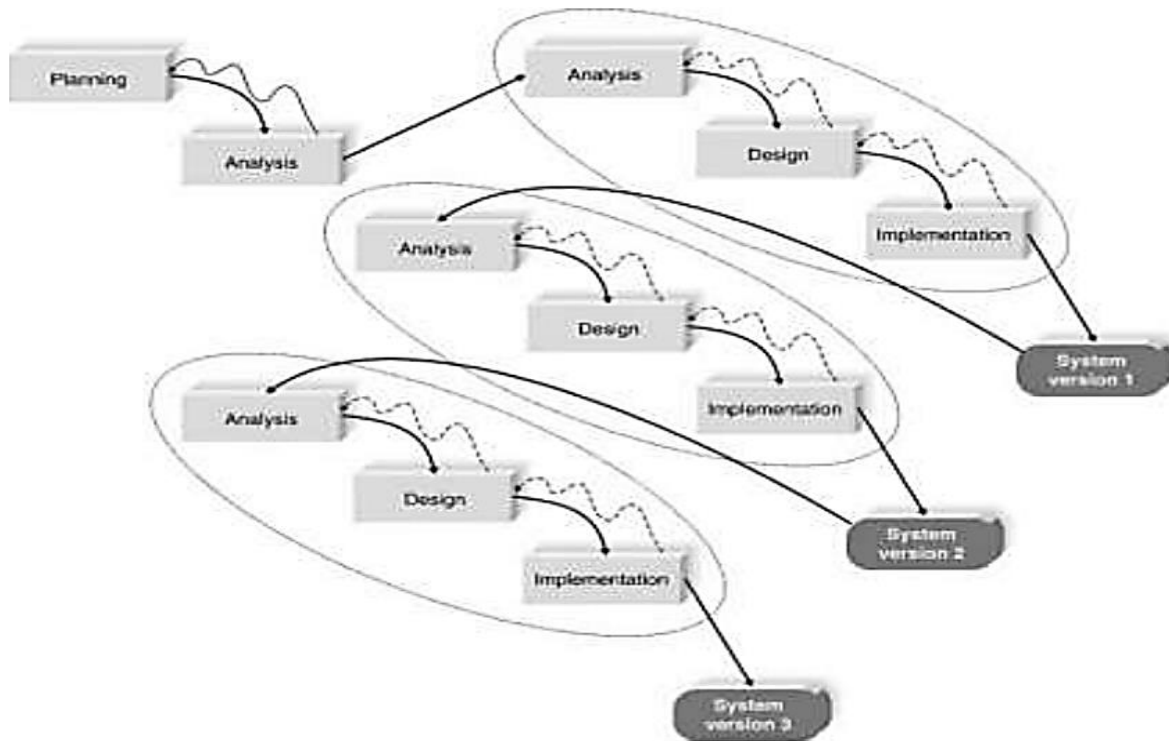 Planning
Analysis
Analysis
Design
Implementation
System
version 1
Analysis
Design
Implementation
System
version 2
Analysis
Design
Implementation
System
version 3